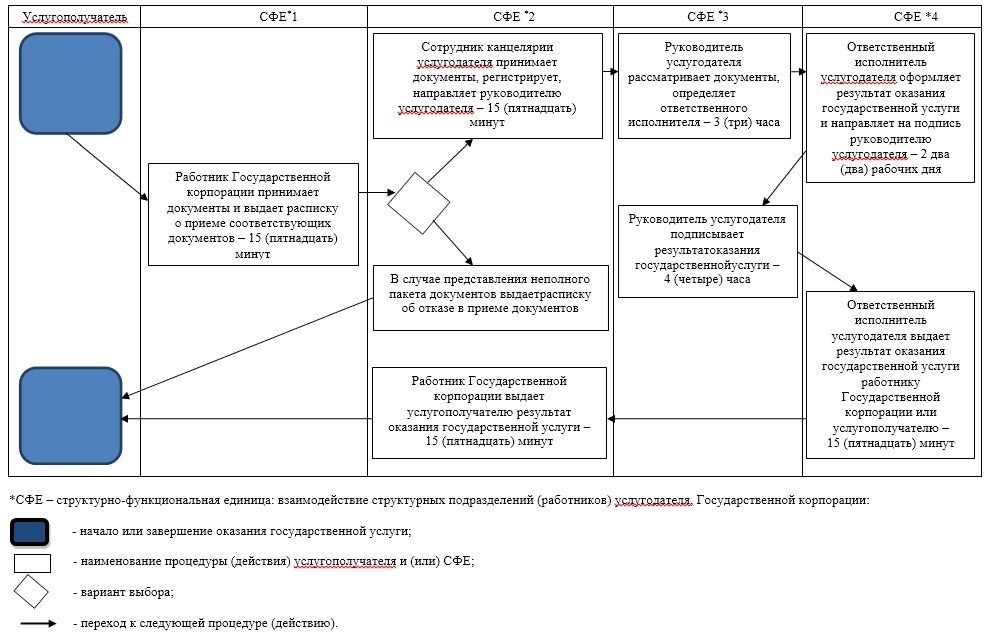 Услугополучатель
СФЕ*1
СФЕ *2
СФЕ *3
СФЕ *4
Сотрудник канцелярии
услугодателя принимает
документы, регистрирует,
направляет руководителю
услугодателя – 15 (пятнадцать)
минут
Руководитель
услугодателя
рассматривает документы,
определяет
ответственного
исполнителя – 3 (три) часа
Ответственный
исполнитель
услугодателя оформляет
результат оказания
государственной услуги
и направляет на подпись
руководителю
услугодателя – 2 два
(два) рабочих дня
Работник Государственной
корпорации принимает
документы и выдает расписку
о приеме соответствующих
документов – 15 (пятнадцать)
минут
Руководитель услугодателя
подписывает
результатоказания
государственнойуслуги –
4 (четыре) часа
В случае представления неполного
пакета документов выдаетрасписку
об отказе в приеме документов
Ответственный
исполнитель
услугодателя выдает
результат оказания
государственной услуги
работнику
Государственной
корпорации или
услугополучателю –
15 (пятнадцать) минут
Работник Государственной
корпорации выдает
услугополучателю результат
оказания государственной услуги –
15 (пятнадцать) минут
*СФЕ – структурно-функциональная единица: взаимодействие структурных подразделений (работников) услугодателя, Государственной корпорации:
- начало или завершение оказания государственной услуги;
- наименование процедуры (действия) услугополучателя и (или) СФЕ;
- вариант выбора;
- переход к следующей процедуре (действию).